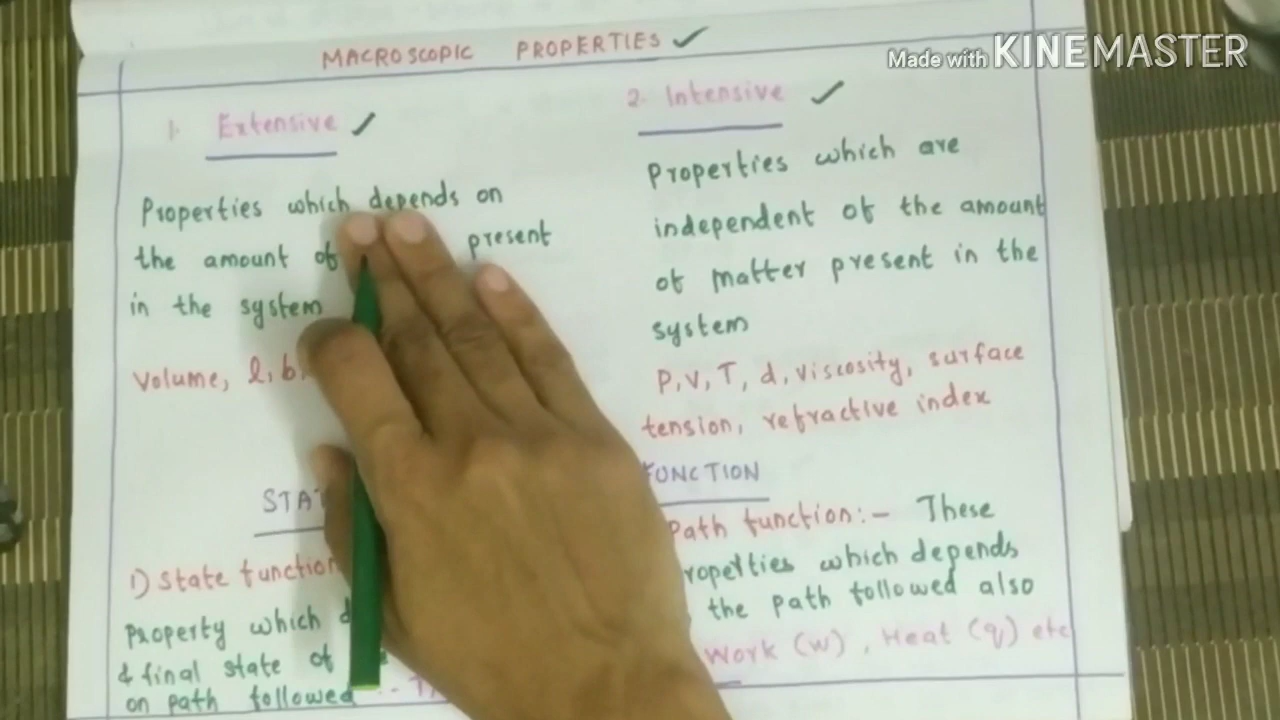 MACROSCOPIC PROPERTIES
Made with KINEMASTER
1. Extensive
Properties which depends on
the amount of present
in the system
Volume, l, b,
2. Intensive
Properties which are
independent of the amount
of matter present in the
system
P, V, T, d, viscosity, surface
tension, refractive index
FUNCTION
1) State function
Property which
& final state of
on path followed
Path function:- These
which depends
the path followed also
Work (w), Heat (q) etc